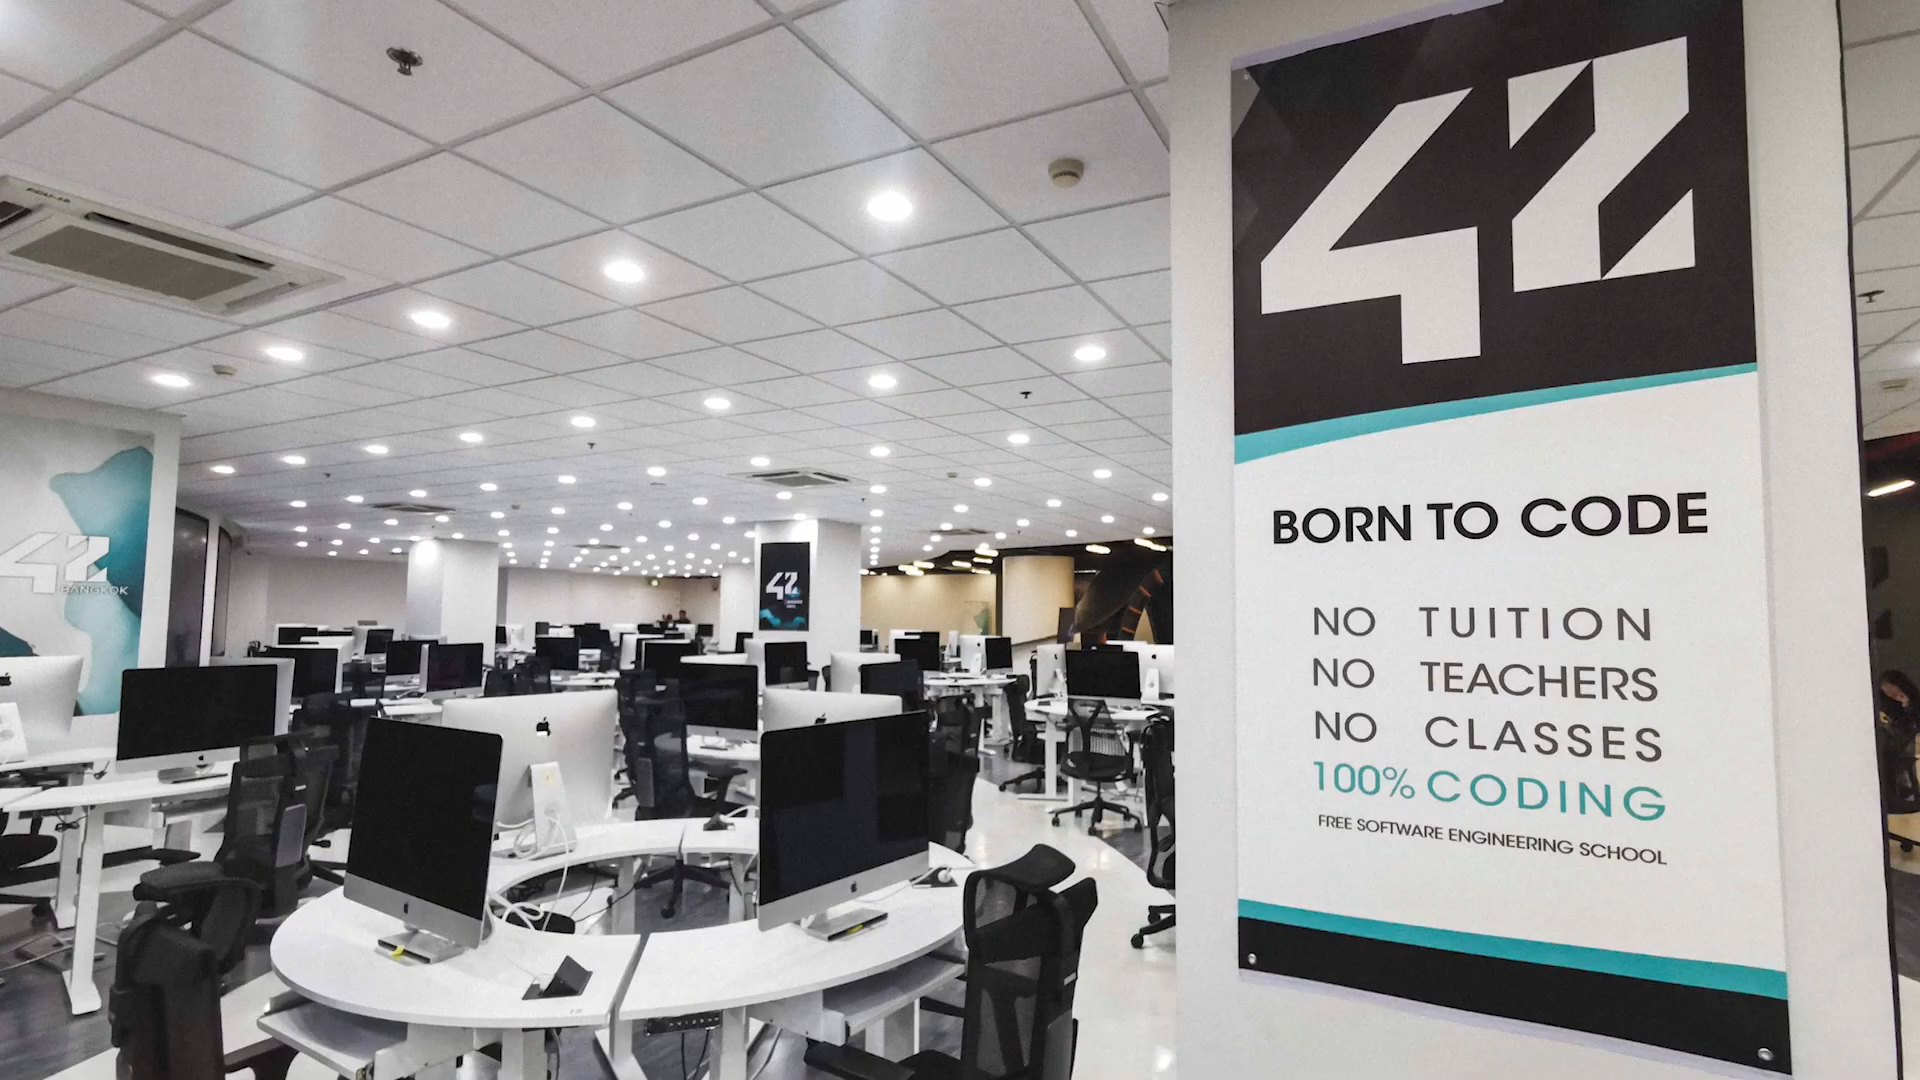 42
BORN TO CODE
NO TUITION
NO TEACHERS
NO CLASSES
100% CODING
FREE SOFTWARE ENGINEERING SCHOOL
42
BANGKOK
42